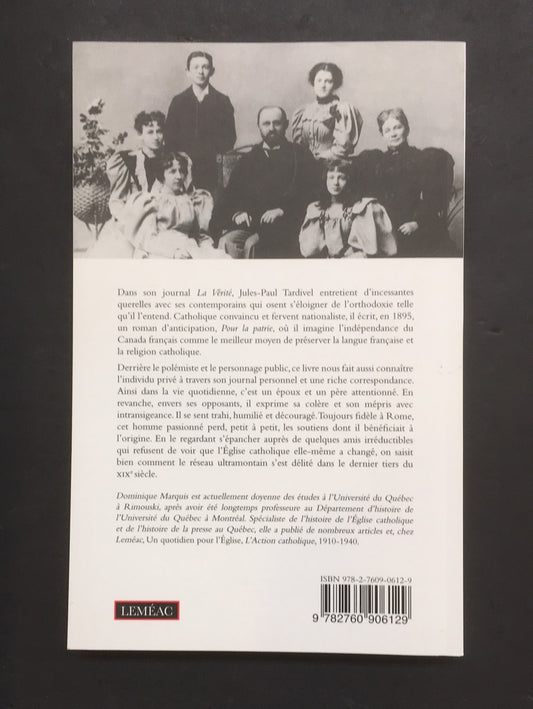 Dans son journal La Vérité, Jules-Paul Tardivel entretient d'incessantes
querelles avec ses contemporains qui osent s'éloigner de l'orthodoxie telle
qu'il l'entend. Catholique convaincu et fervent nationaliste, il écrit, en 1895,
un roman d'anticipation, Pour la patrie, où il imagine l'indépendance du
Canada français comme le meilleur moyen de préserver la langue française et
la religion catholique.
Derrière le polémiste et le personnage public, ce livre nous fait aussi connaître
l'individu privé à travers son journal personnel et une riche correspondance.
Ainsi dans la vie quotidienne, c'est un époux et un père attentionné. En
revanche, envers ses opposants, il exprime sa colère et son mépris avec
intransigeance. Il se sent trahi, humilié et découragé. Toujours fidèle à Rome,
cet homme passionné perd, petit à petit, les soutiens dont il bénéficiait à
l'origine. En le regardant s'épancher auprès de quelques amis irréductibles
qui refusent de voir que l'Église catholique elle-même a changé, on saisit
bien comment le réseau ultramontain s'est délité dans le dernier tiers du
XIXe siècle.
Dominique Marquis est actuellement doyenne des études à l'Université du Québec
à Rimouski, après avoir été longtemps professeure au Département d'histoire de
l'Université du Québec à Montréal. Spécialiste de l'histoire de l'Église catholique
et de l'histoire de la presse au Québec, elle a publié de nombreux articles et, chez
Leméac, Un quotidien pour l'Église, L'Action catholique, 1910-1940.
ISBN 978-2-7609-0612-9
LEMÉAC
9 782760 906129